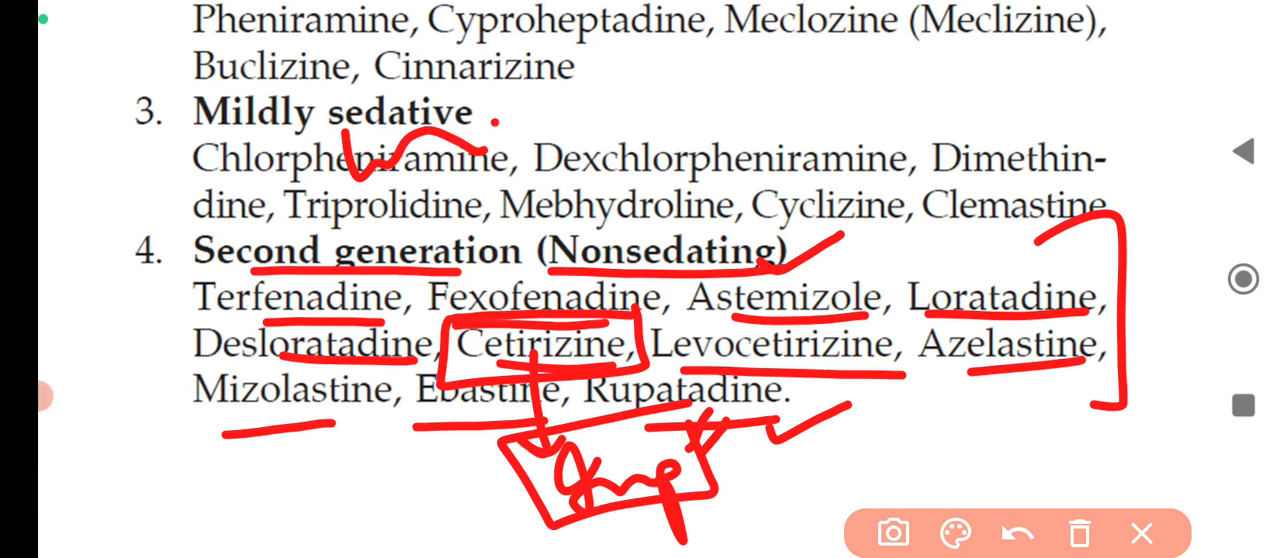 Pheniramine, Cyproheptadine, Meclozine (Meclizine),
Buclizine, Cinnarizine
3. Mildly sedative
Chlorpheniramine, Dexchlorpheniramine, Dimethin-
dine, Triprolidine, Mebhydroline, Cyclizine, Clemastine
4. Second generation (Nonsedating)
Terfenadine, Fexofenadine, Astemizole, Loratadine,
Desloratadine, Cetirizine, Levocetirizine, Azelastine,
Mizolastine, Ebastine, Rupatadine.
Imp